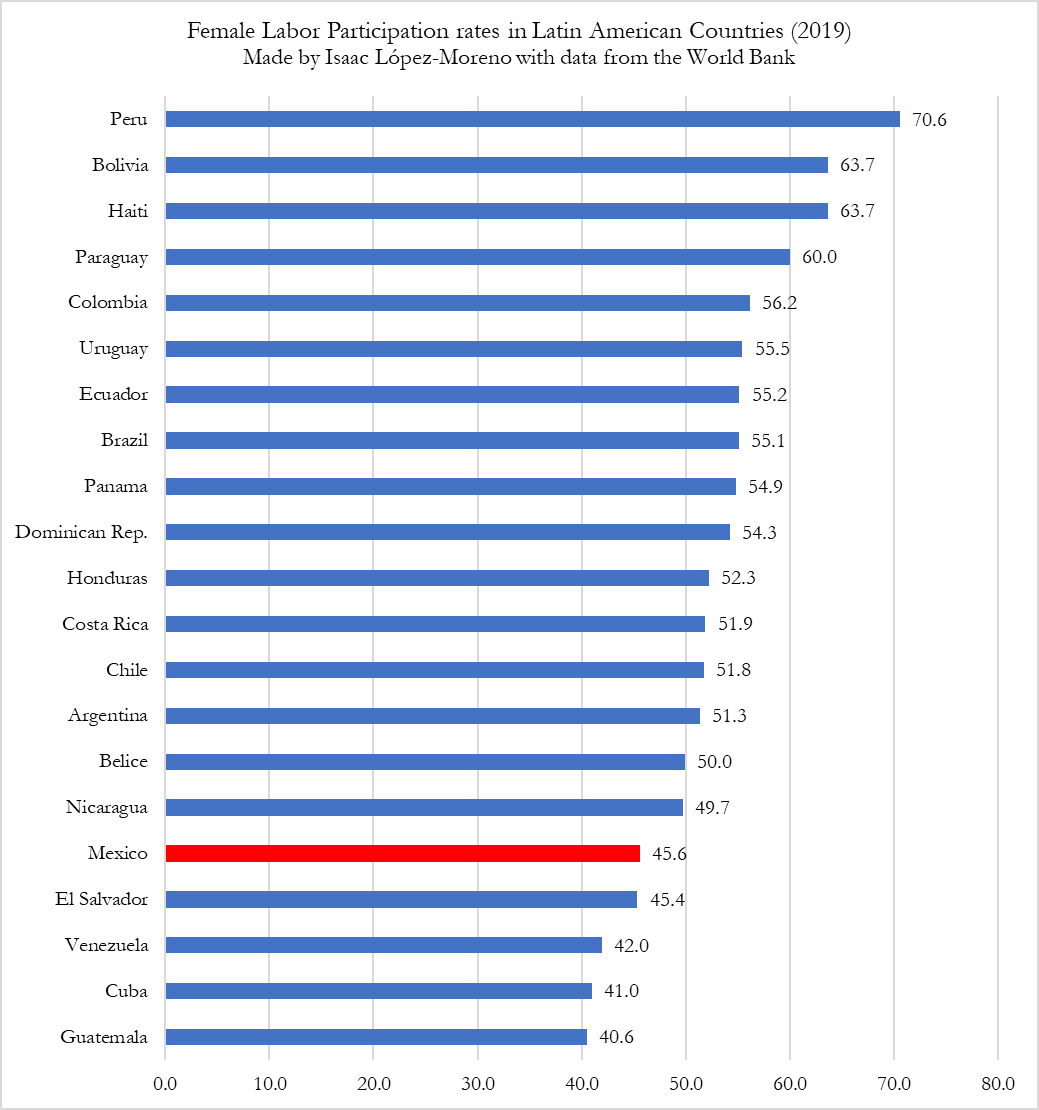 Female Labor Participation rates in Latin American Countries (2019)
Made by Isaac López-Moreno with data from the World Bank
Peru 70.6
Bolivia 63.7
Haiti 63.7
Paraguay 60.0
Colombia 56.2
Uruguay 55.5
Ecuador 55.2
Brazil 55.1
Panama 54.9
Dominican Rep. 54.3
Honduras 52.3
Costa Rica 51.9
Chile 51.8
Argentina 51.3
Belice 50.0
Nicaragua 49.7
Mexico 45.6
El Salvador 45.4
Venezuela 42.0
Cuba 41.0
Guatemala 40.6
0.0 10.0 20.0 30.0 40.0 50.0 60.0 70.0 80.0